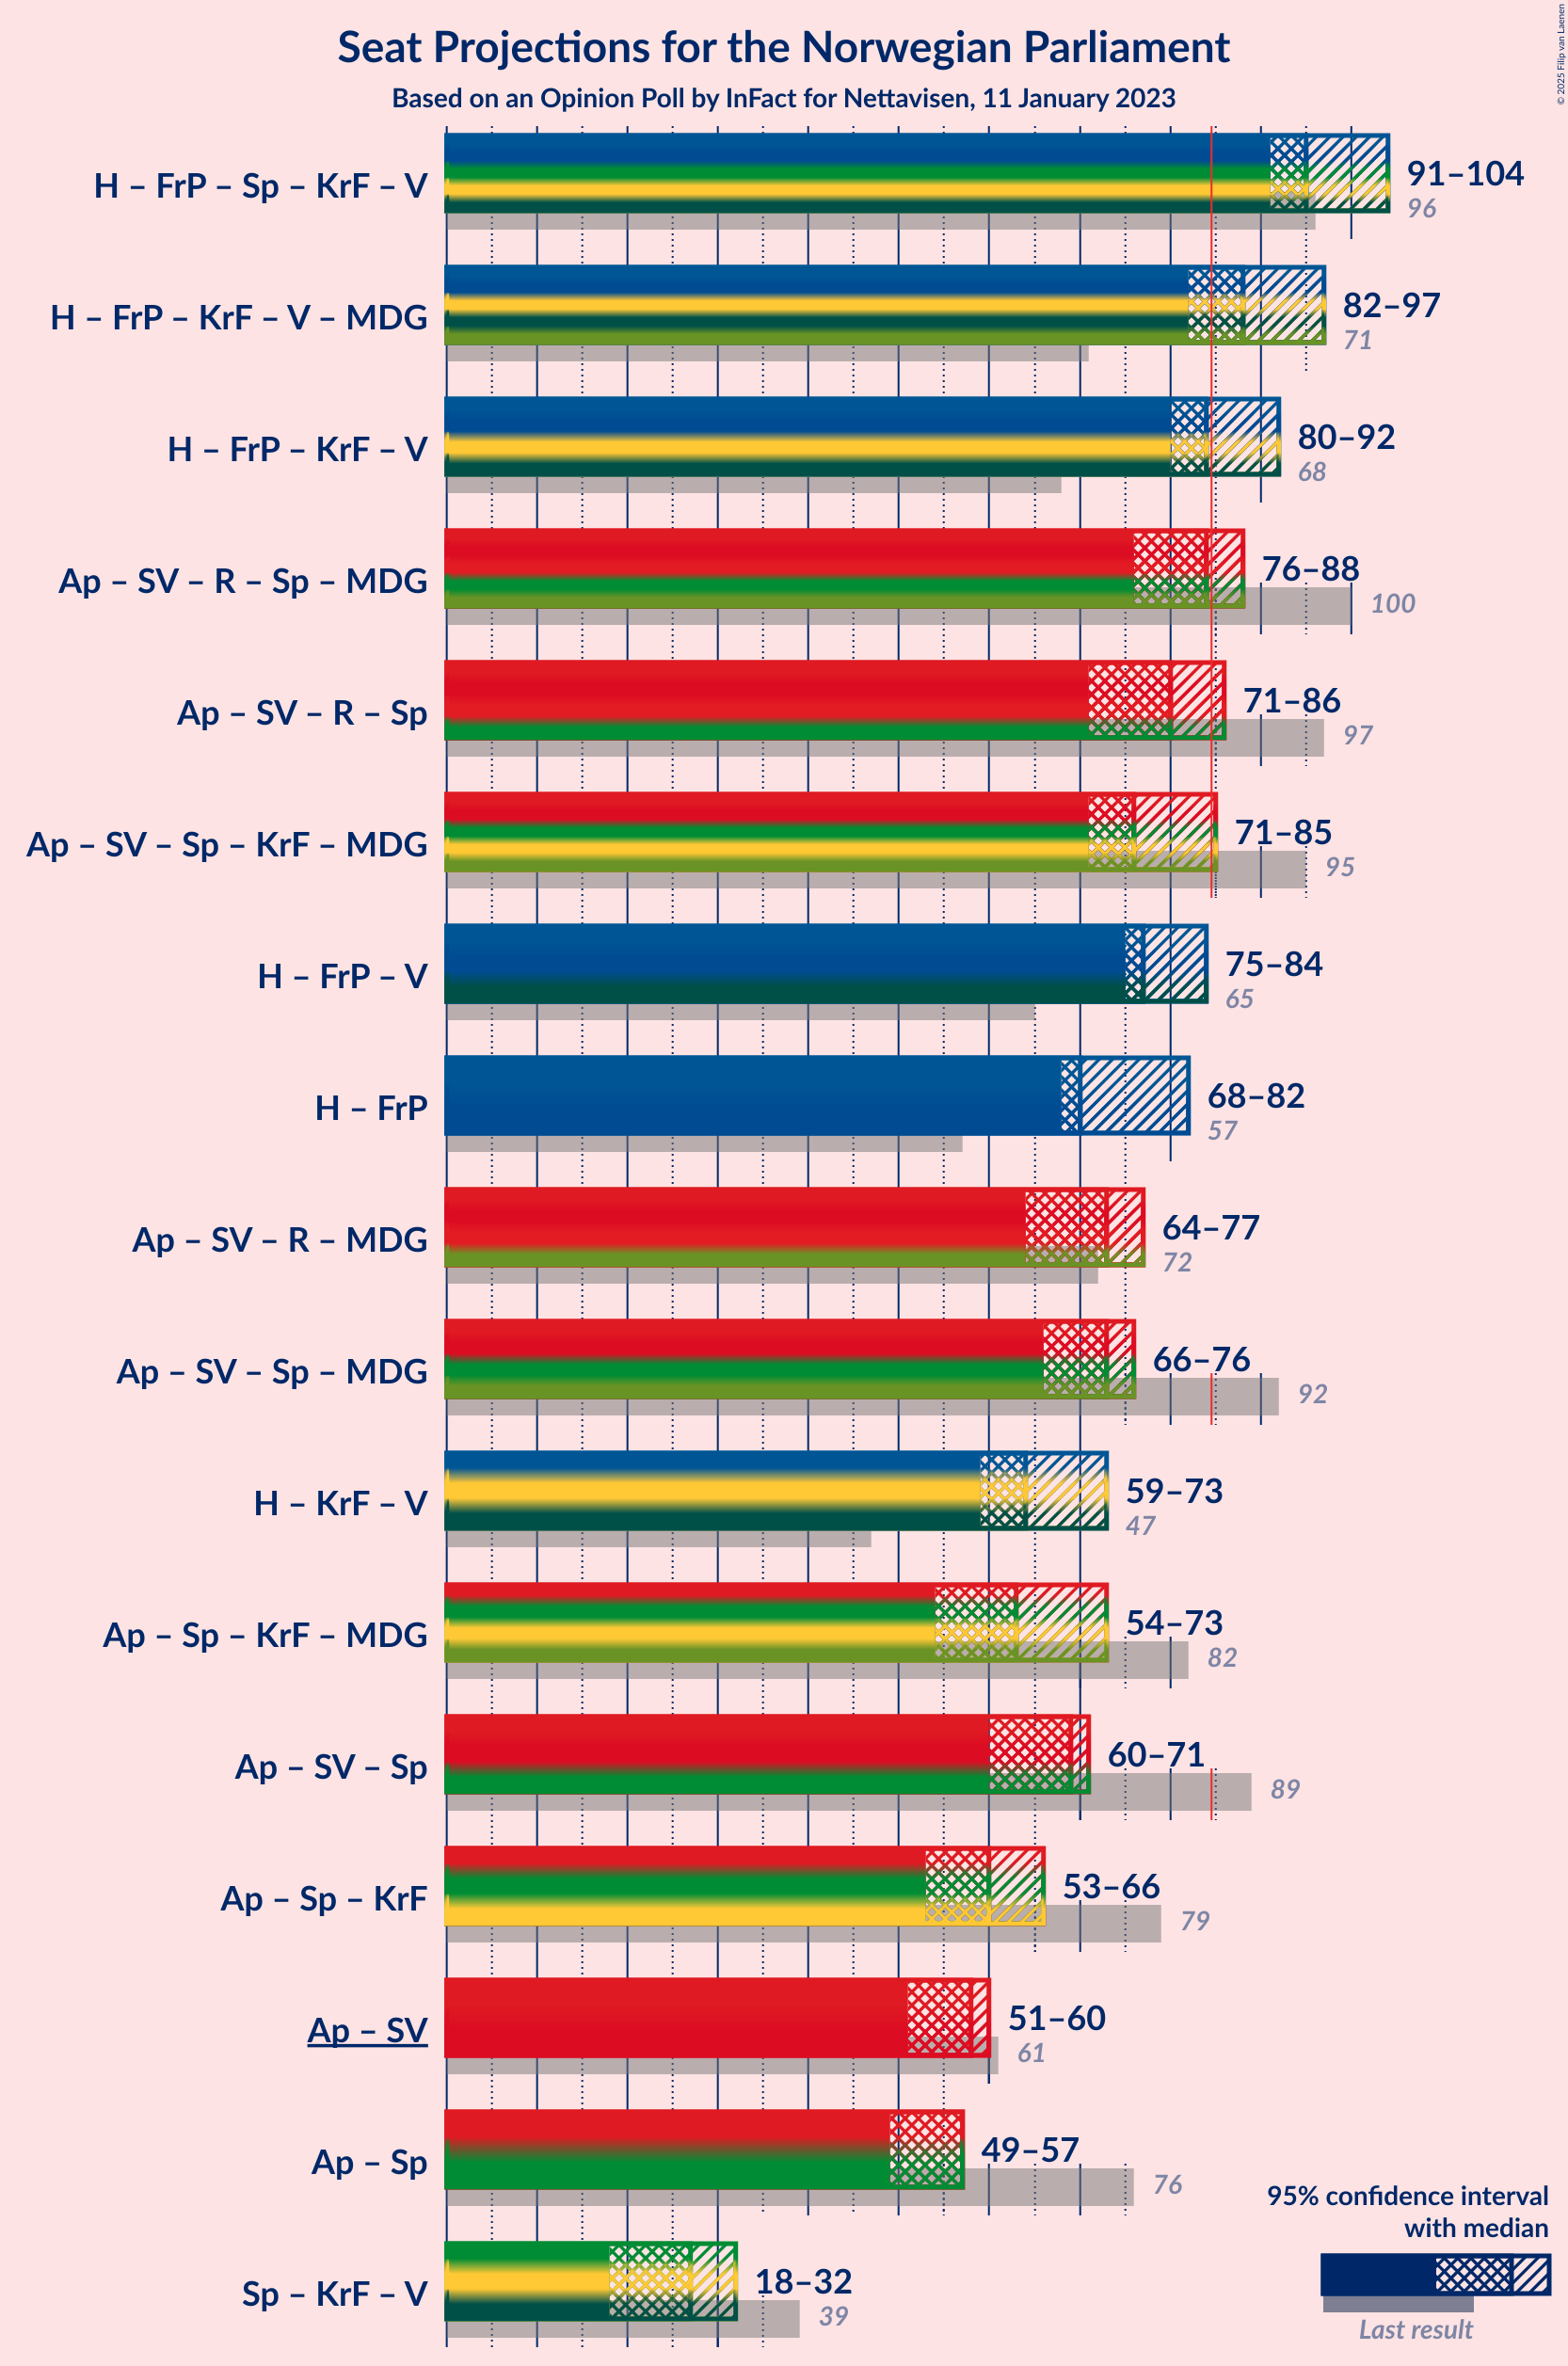 © 2025 Filip van Laenen
Seat Projections for the Norwegian Parliament
Based on an Opinion Poll by InFact for Nettavisen, 11 January 2023
H – FrP – Sp – KrF – V
91–104
96
H – FrP – KrF – V – MDG
82–97
71
H – FrP – KrF – V
80–92
68
Ap – SV – R – Sp – MDG
76–88
100
Ap – SV – R – Sp
71–86
97
Ap – SV – Sp – KrF – MDG
71–85
95
H – FrP – V
75–84
65
H – FrP
68–82
57
Ap – SV – R – MDG
64–77
72
Ap – SV – Sp – MDG
66–76
92
H – KrF – V
59–73
47
Ap – Sp – KrF – MDG
54–73
82
Ap – SV – Sp
60–71
89
Ap – Sp – KrF
53–66
79
Ap – SV
51–60
61
Ap – Sp
49–57
76
Sp – KrF – V
18–32
39
95% confidence interval
with median
Last result